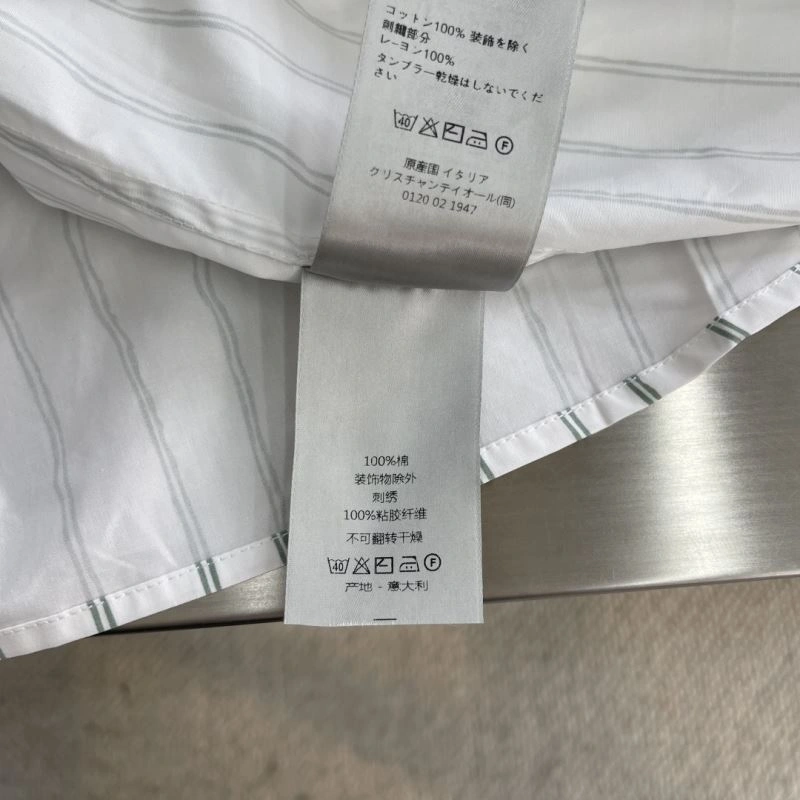 コットン100% 装飾を除く
刺繍部分
レーヨン100%
タンブラー乾燥はしないでくだ
さい
40 F
原産国 イタリア
クリスチャンディオール(同)
0120 02 1947
100%棉
装饰物除外
刺绣
100%粘胶纤维
不可翻转干燥
40 F
产地 - 意大利